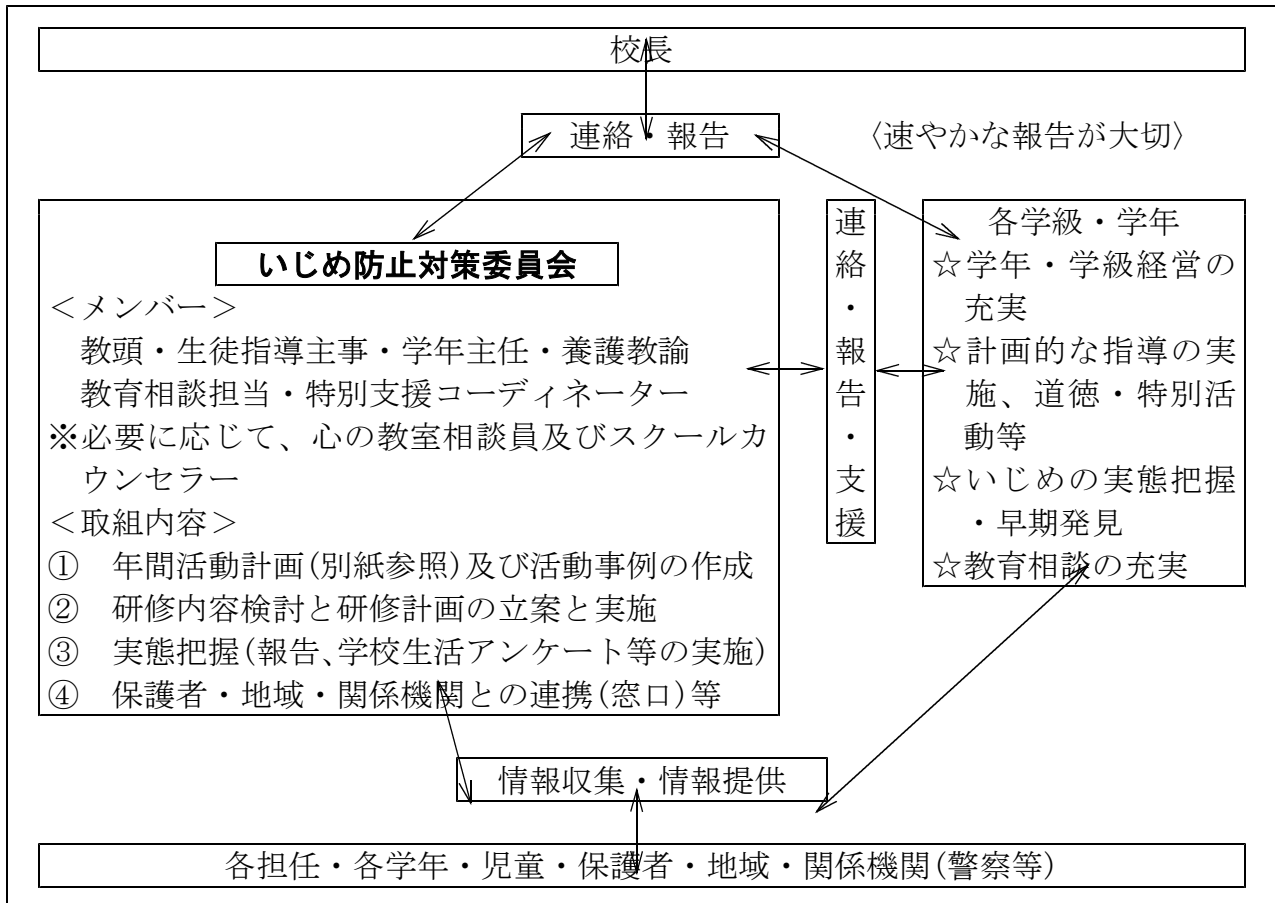 校長
連絡・報告
〈速やかな報告が大切〉
いじめ防止対策委員会
＜メンバー＞
教頭・生徒指導主事・学年主任・養護教諭
教育相談担当・特別支援コーディネーター
※必要に応じて、心の教室相談員及びスクールカ
ウンセラー
＜取組内容＞
① 年間活動計画(別紙参照)及び活動事例の作成
② 研修内容検討と研修計画の立案と実施
③ 実態把握(報告、学校生活アンケート等の実施)
④ 保護者・地域・関係機関との連携(窓口)等
連絡・報告・支援
各学級・学年
☆学年・学級経営の
充実
☆計画的な指導の実
施、道徳・特別活
動等
☆いじめの実態把握
・早期発見
☆教育相談の充実
情報収集・情報提供
各担任・各学年・児童・保護者・地域・関係機関(警察等)